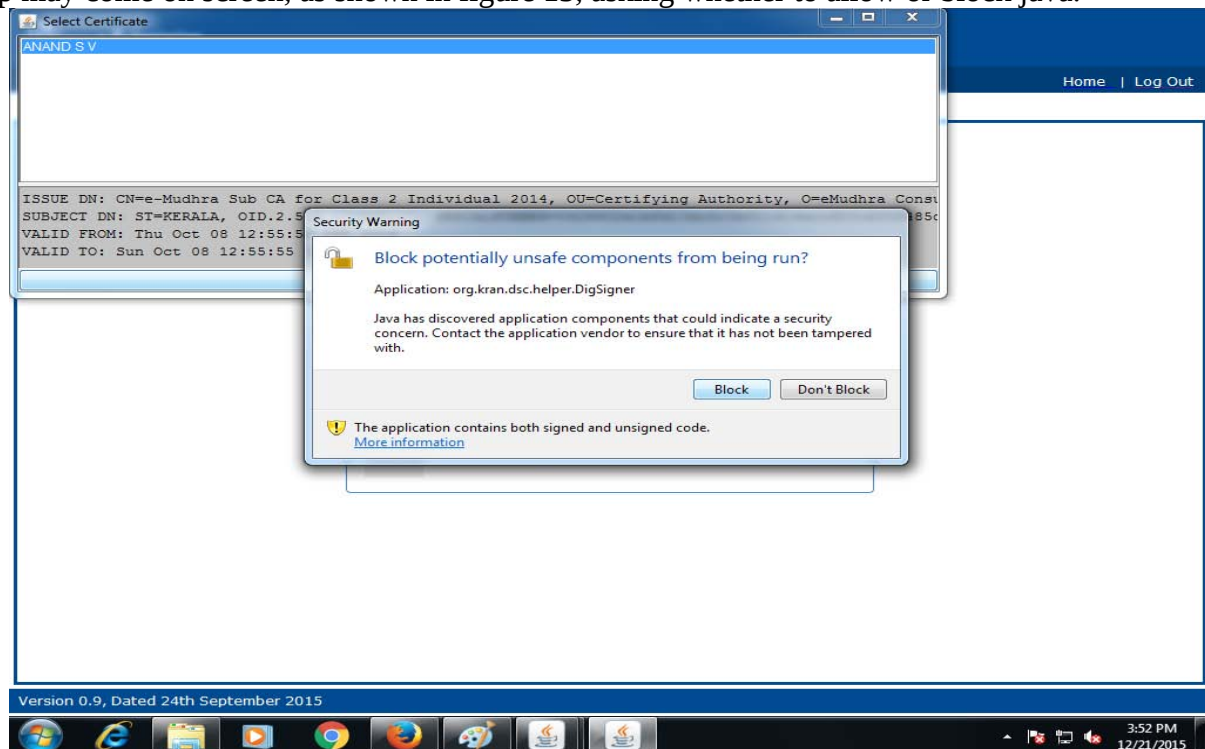 may come on screen, as shown in figure 13, asking whether to allow or block java.
Select Certificate
ANAND S V
Home | Log Out
ISSUE DN: CN=e-Mudhra Sub CA for Class 2 Individual 2014, OU=Certifying Authority, O=eMudhra
SUBJECT DN: ST=KERALA, OID.2.5
VALID FROM: Thu Oct 08 12:55:5
VALID TO: Sun Oct 08 12:55:55
Security Warning
Block potentially unsafe components from being run?
Application: org.kran.dsc.helper.DigSigner
Java has discovered application components that could indicate a security
concern. Contact the application vendor to ensure that it has not been tampered
with.
Block Don't Block
The application contains both signed and unsigned code.
More information
Version 0.9, Dated 24th September 2015
3:52 PM
12/21/2015